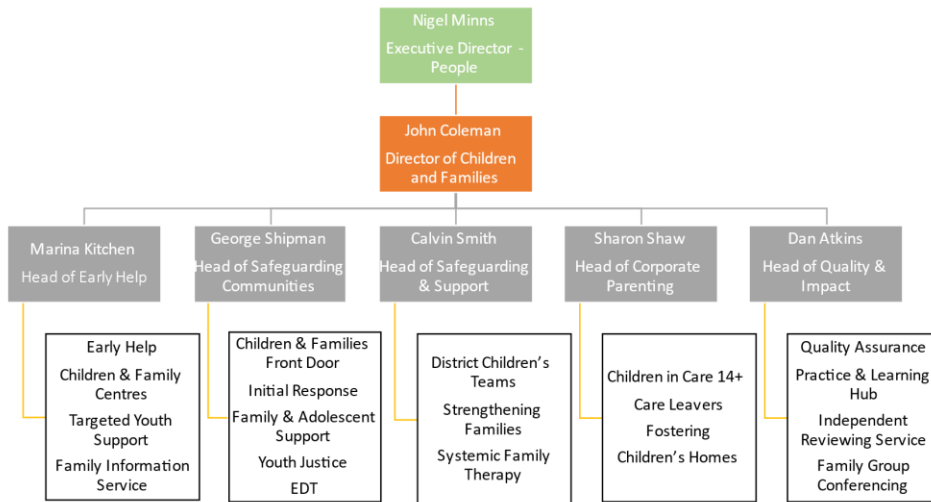 Nigel Minns
Executive Director -
People
John Coleman
Director of Children
and Families
Marina Kitchen
Head of Early Help
George Shipman
Head of Safeguarding
Communities
Calvin Smith
Head of Safeguarding
& Support
Sharon Shaw
Head of Corporate
Parenting
Dan Atkins
Head of Quality &
Impact
Early Help
Children & Family
Centres
Targeted Youth
Support
Family Information
Service
Children & Families
Front Door
Initial Response
Family & Adolescent
Support
Youth Justice
EDT
District Children’s
Teams
Strengthening
Families
Systemic Family
Therapy
Children in Care 14+
Care Leavers
Fostering
Children’s Homes
Quality Assurance
Practice & Learning
Hub
Independent
Reviewing Service
Family Group
Conferencing